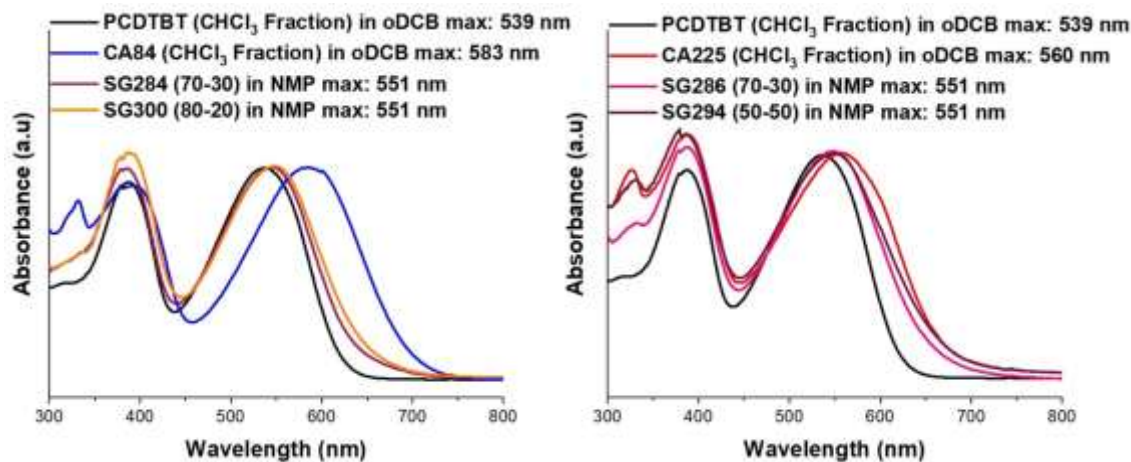 PCDTBT (CHCl₃ Fraction) in oDCB max: 539 nm
CA84 (CHCl₃ Fraction) in oDCB max: 583 nm
SG284 (70-30) in NMP max: 551 nm
SG300 (80-20) in NMP max: 551 nm
Absorbance (a.u)
300 400 500 600 700 800
Wavelength (nm)
PCDTBT (CHCl₃ Fraction) in oDCB max: 539 nm
CA225 (CHCl₃ Fraction) in oDCB max: 560 nm
SG286 (70-30) in NMP max: 551 nm
SG294 (50-50) in NMP max: 551 nm
Absorbance (a.u)
300 400 500 600 700 800
Wavelength (nm)